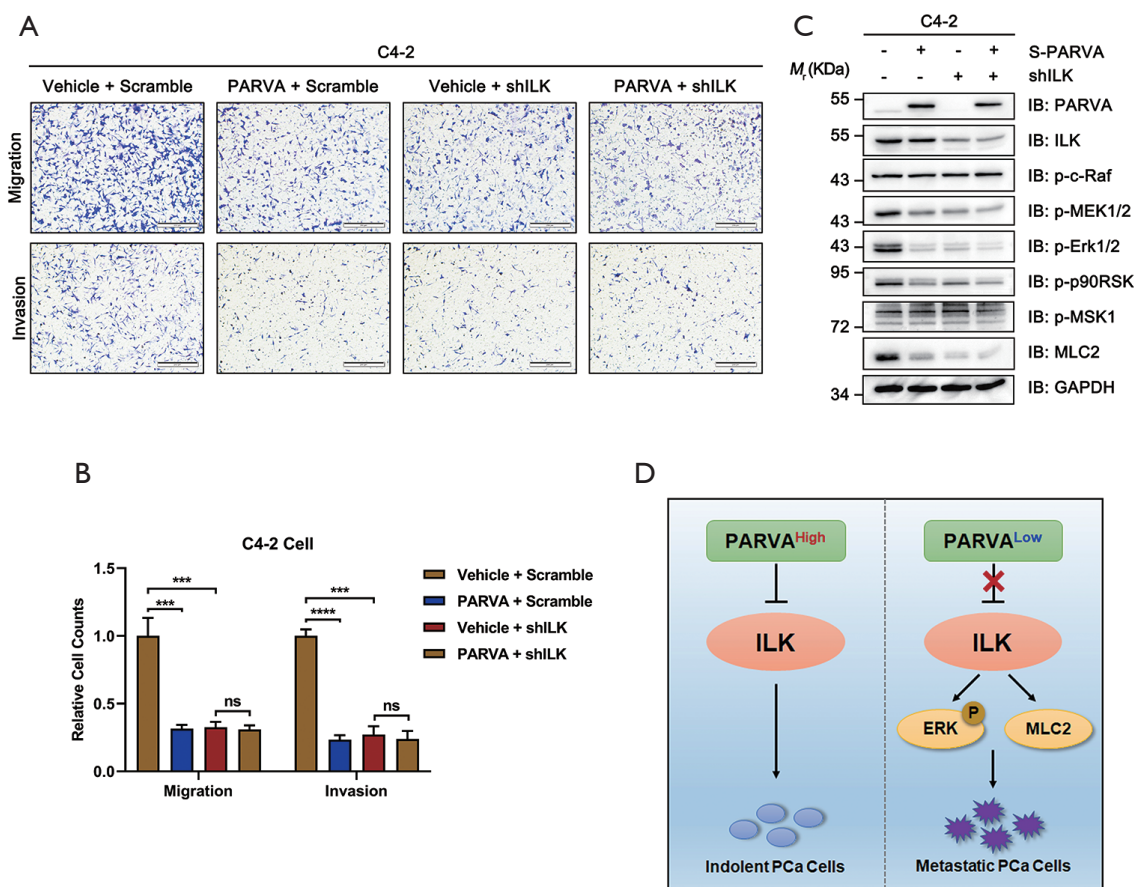 A
C4-2
Vehicle + Scramble
PARVA + Scramble
Vehicle + shILK
PARVA + shILK
Migration
Invasion
C
C4-2
- + - + S-PARVA
Mr (KDa) - - + + shILK
55 IB: PARVA
55 IB: ILK
43 IB: p-c-Raf
43 IB: p-MEK1/2
43 IB: p-Erk1/2
95 IB: p-p90RSK
IB: p-MSK1
72
IB: MLC2
34 IB: GAPDH
B
C4-2 Cell
Relative Cell Counts
1.5
1.0
0.5
0.0
***
***
ns
****
***
ns
Migration
Invasion
Vehicle + Scramble
PARVA + Scramble
Vehicle + shILK
PARVA + shILK
D
PARVAHigh
ILK
Indolent PCa Cells
PARVALow
ILK
ERK
P
MLC2
Metastatic PCa Cells